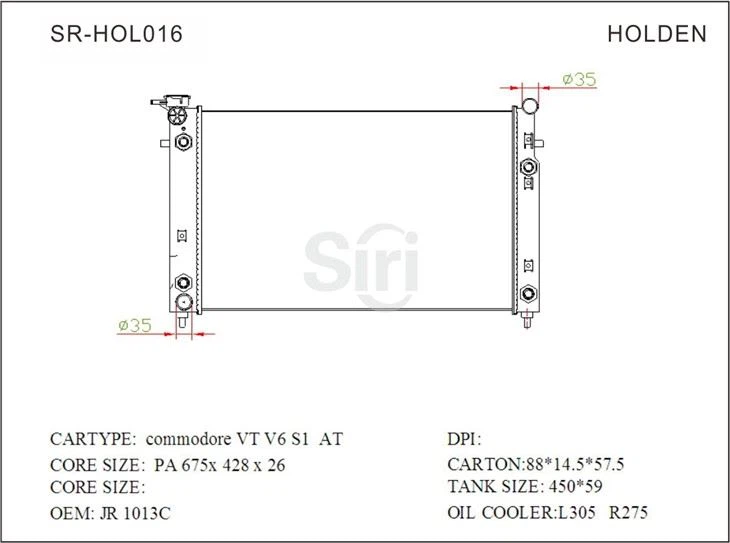 SR-HOL016
HOLDEN
ø35
Siri
ø35
CARTYPE: commodore VT V6 S1 AT
CORE SIZE: PA 675x 428 x 26
CORE SIZE:
OEM: JR 1013C
DPI:
CARTON:88*14.5*57.5
TANK SIZE: 450*59
OIL COOLER:L305 R275